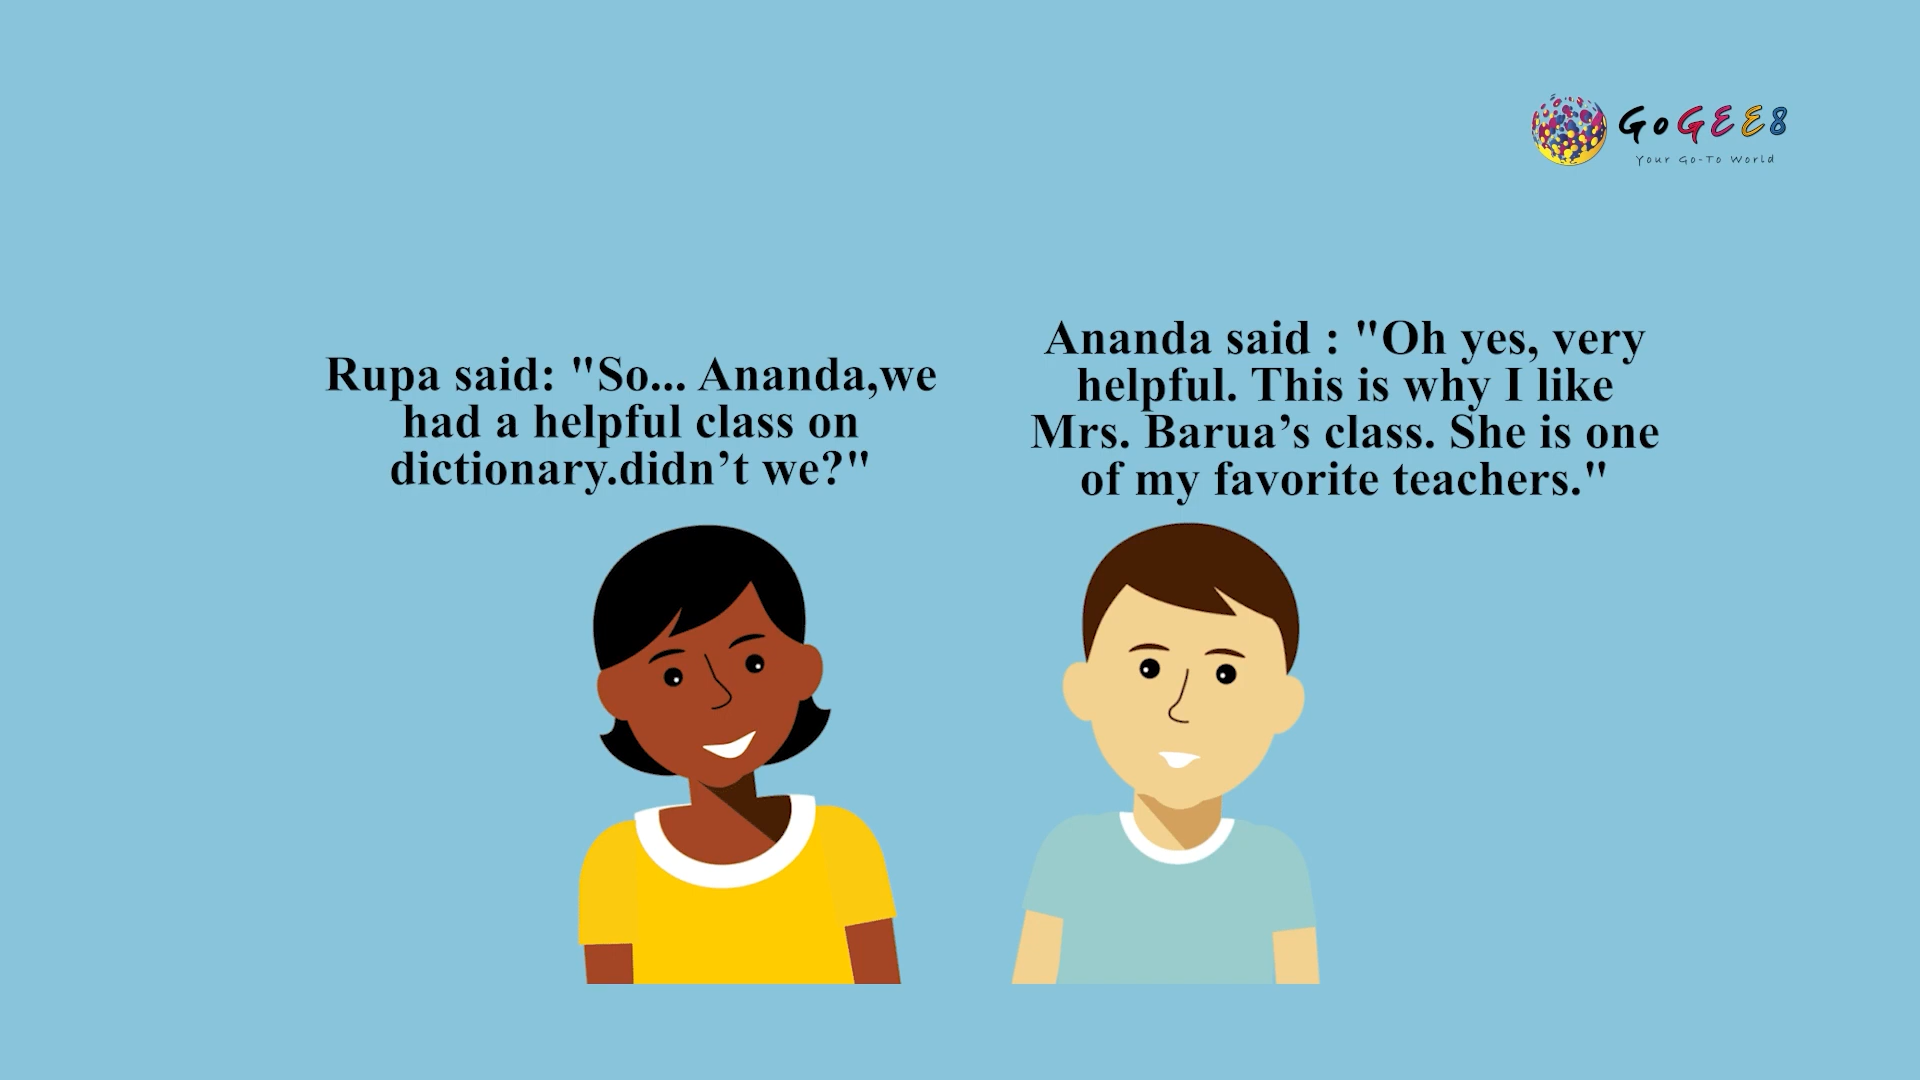 GoGEE8
Your Go-To World
Rupa said: "So... Ananda,we
had a helpful class on
dictionary.didn’t we?"
Ananda said : "Oh yes, very
helpful. This is why I like
Mrs. Barua’s class. She is one
of my favorite teachers."